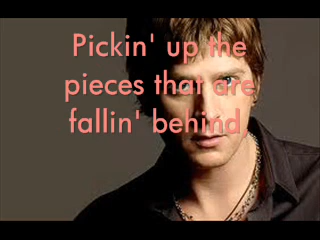 Pickin' up the
pieces that are
fallin' behind